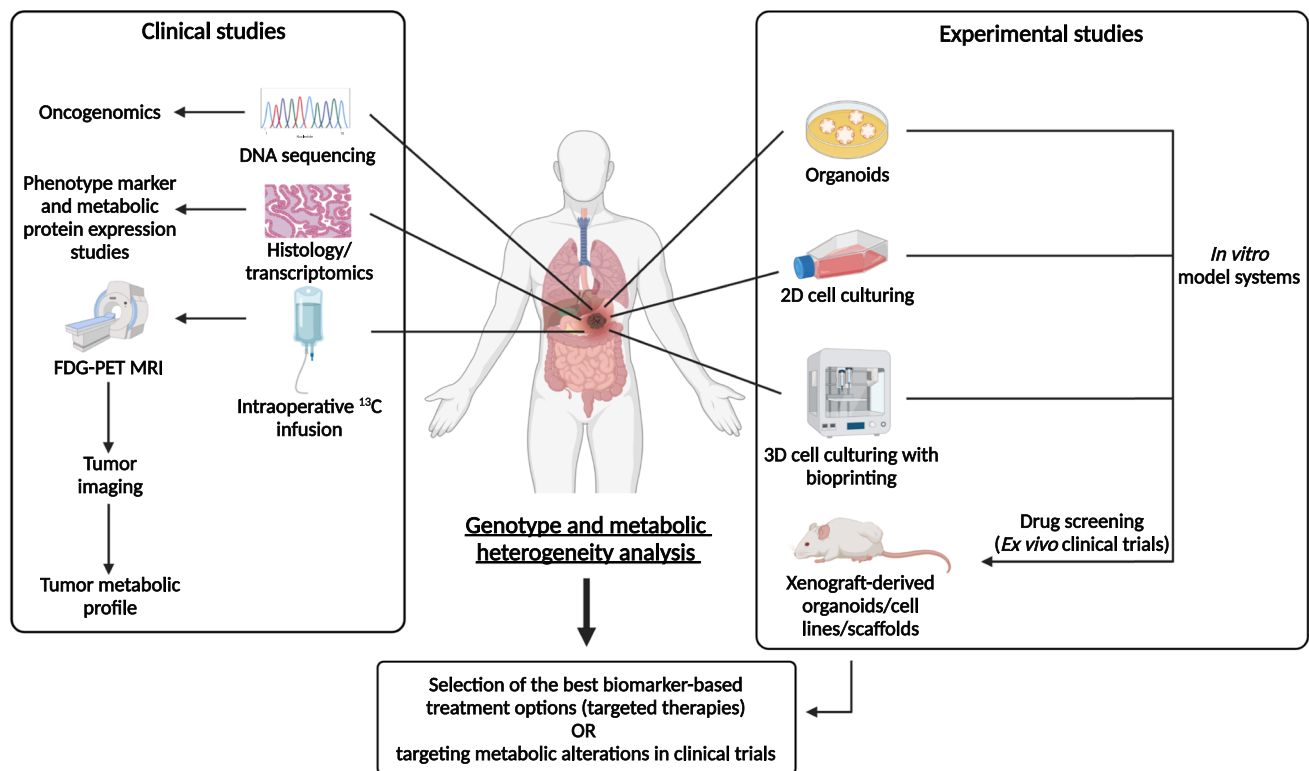 Clinical studies
Oncogenomics
DNA sequencing
Phenotype marker
and metabolic
protein expression
studies
Histology/
transcriptomics
FDG-PET MRI
Intraoperative ¹³C
infusion
Tumor
imaging
Tumor metabolic
profile
Genotype and metabolic
heterogeneity analysis
Experimental studies
Organoids
2D cell culturing
In vitro
model systems
3D cell culturing with
bioprinting
Drug screening
(Ex vivo clinical trials)
Xenograft-derived
organoids/cell
lines/scaffolds
Selection of the best biomarker-based
treatment options (targeted therapies)
OR
targeting metabolic alterations in clinical trials